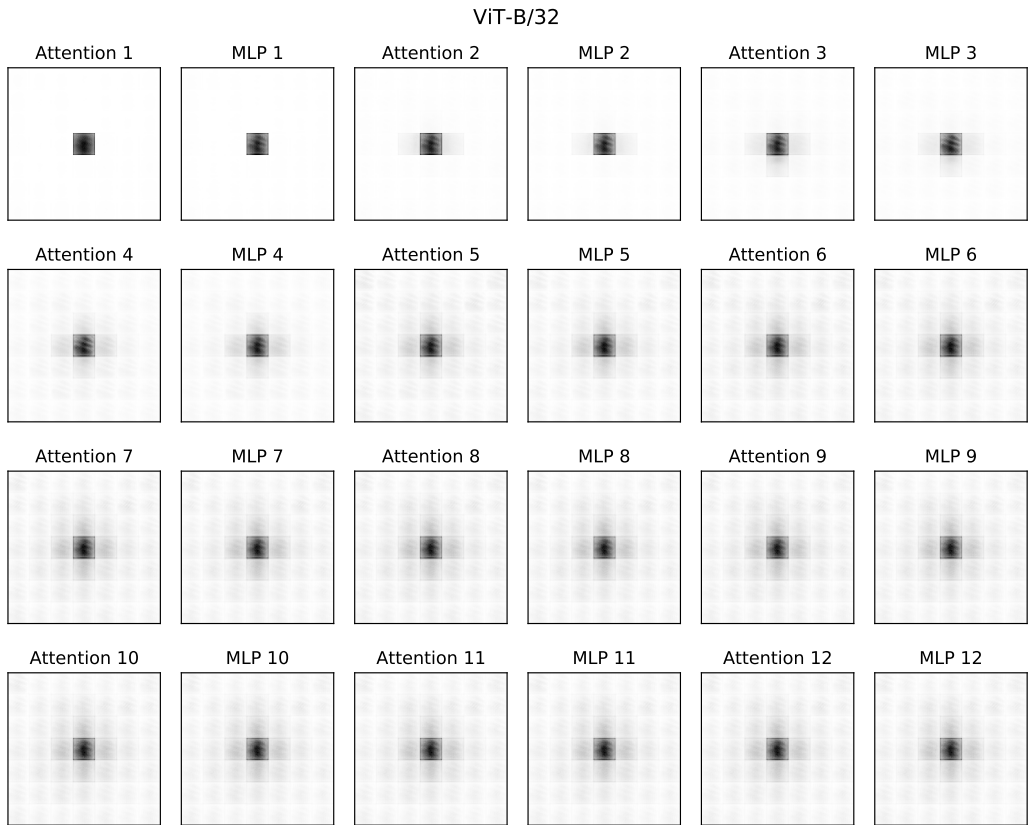 ViT-B/32
Attention 1 MLP 1 Attention 2 MLP 2 Attention 3 MLP 3
Attention 4 MLP 4 Attention 5 MLP 5 Attention 6 MLP 6
Attention 7 MLP 7 Attention 8 MLP 8 Attention 9 MLP 9
Attention 10 MLP 10 Attention 11 MLP 11 Attention 12 MLP 12